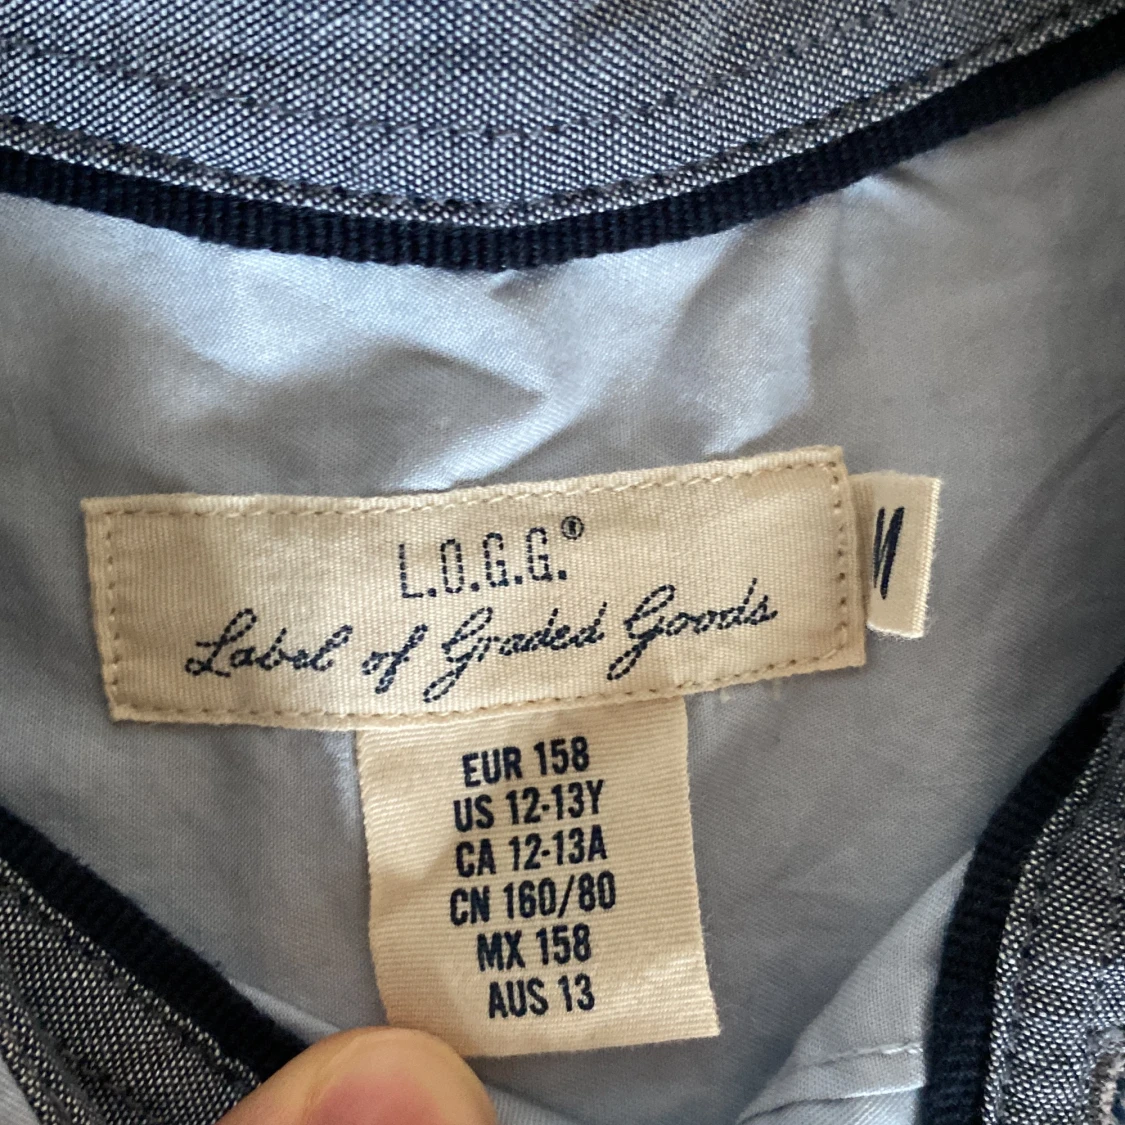 L.O.G.G.®
Label of Graded Goods
EUR 158
US 12-13Y
CA 12-13A
CN 160/80
MX 158
AUS 13